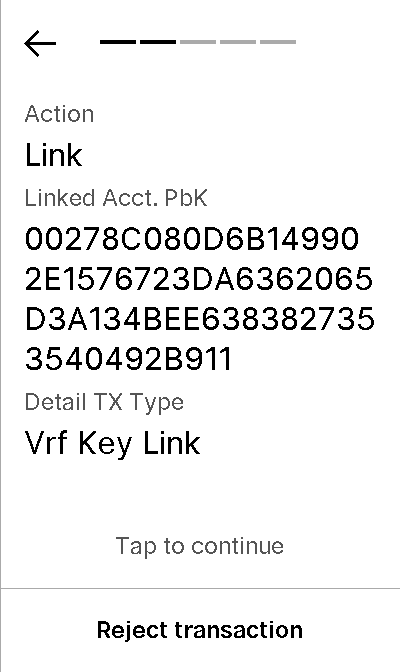 Action
Link
Linked Acct. PbK
00278C080D6B14990
2E1576723DA6362065
D3A134BEE638382735
3540492B911
Detail TX Type
Vrf Key Link
Tap to continue
Reject transaction